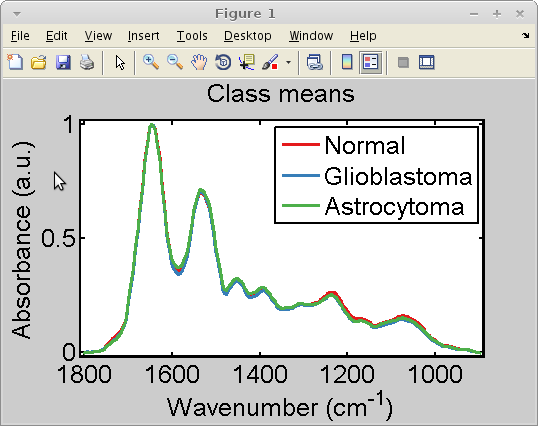 Figure 1
File Edit View Insert Tools Desktop Window Help
Class means
Absorbance (a.u.)
1
0.5
0
Normal
Glioblastoma
Astrocytoma
1800 1600 1400 1200 1000
Wavenumber (cm⁻¹)